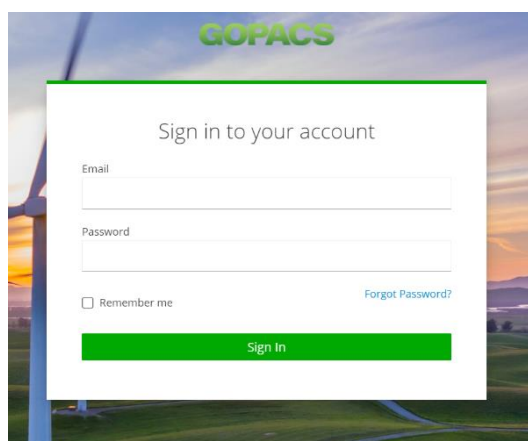 GOPACS
Sign in to your account
Email
Password
Remember me
Forgot Password?
Sign In